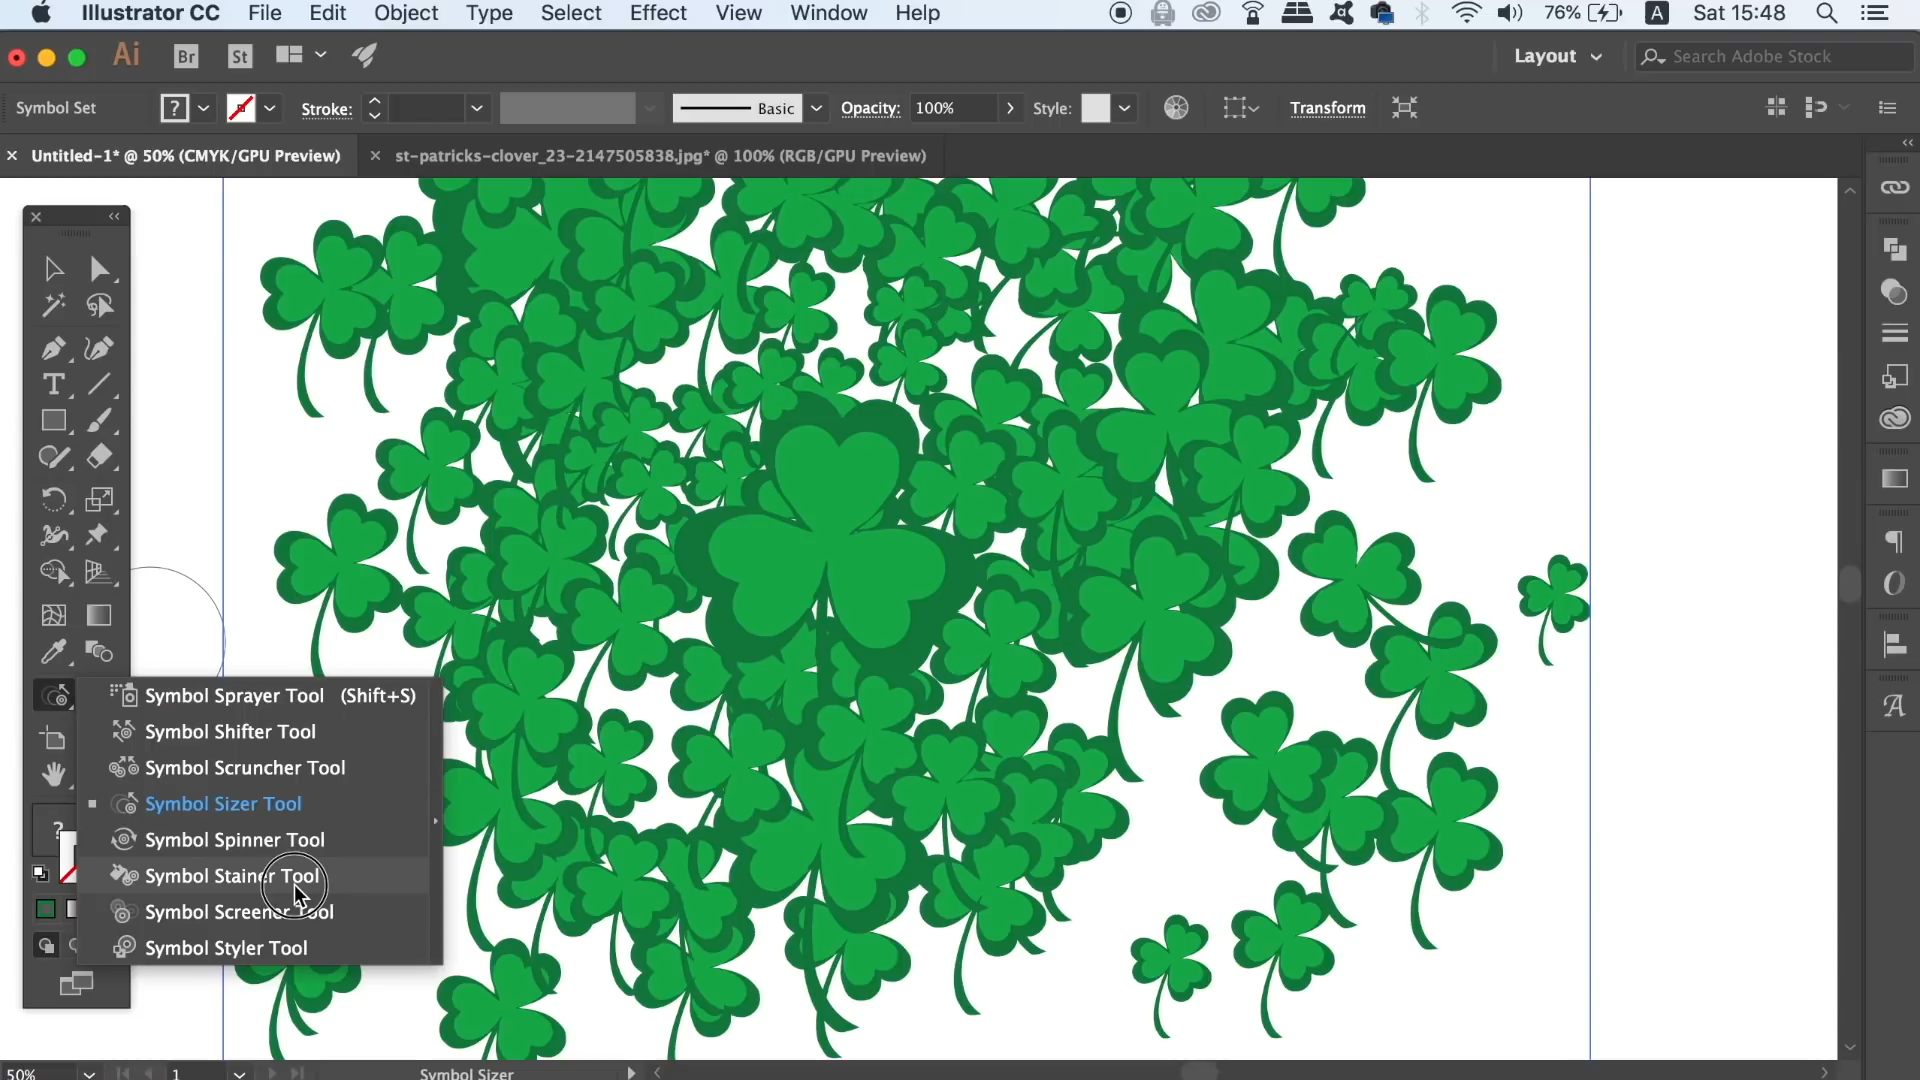 Illustrator CC File Edit Object Type Select Effect View Window Help 76% A Sat 15:48
Ai Br St Layout Search Adobe Stock
Symbol Set ? Stroke: Basic Opacity: 100% Style: Transform
Untitled-1* @ 50% (CMYK/GPU Preview) st-patricks-clover_23-2147505838.jpg* @ 100% (RGB/GPU Preview)
Symbol Sprayer Tool (Shift+S)
Symbol Shifter Tool
Symbol Scruncher Tool
Symbol Sizer Tool
Symbol Spinner Tool
Symbol Stainer Tool
Symbol Screener Tool
Symbol Styler Tool
?
50% 1 Symbol Sizer